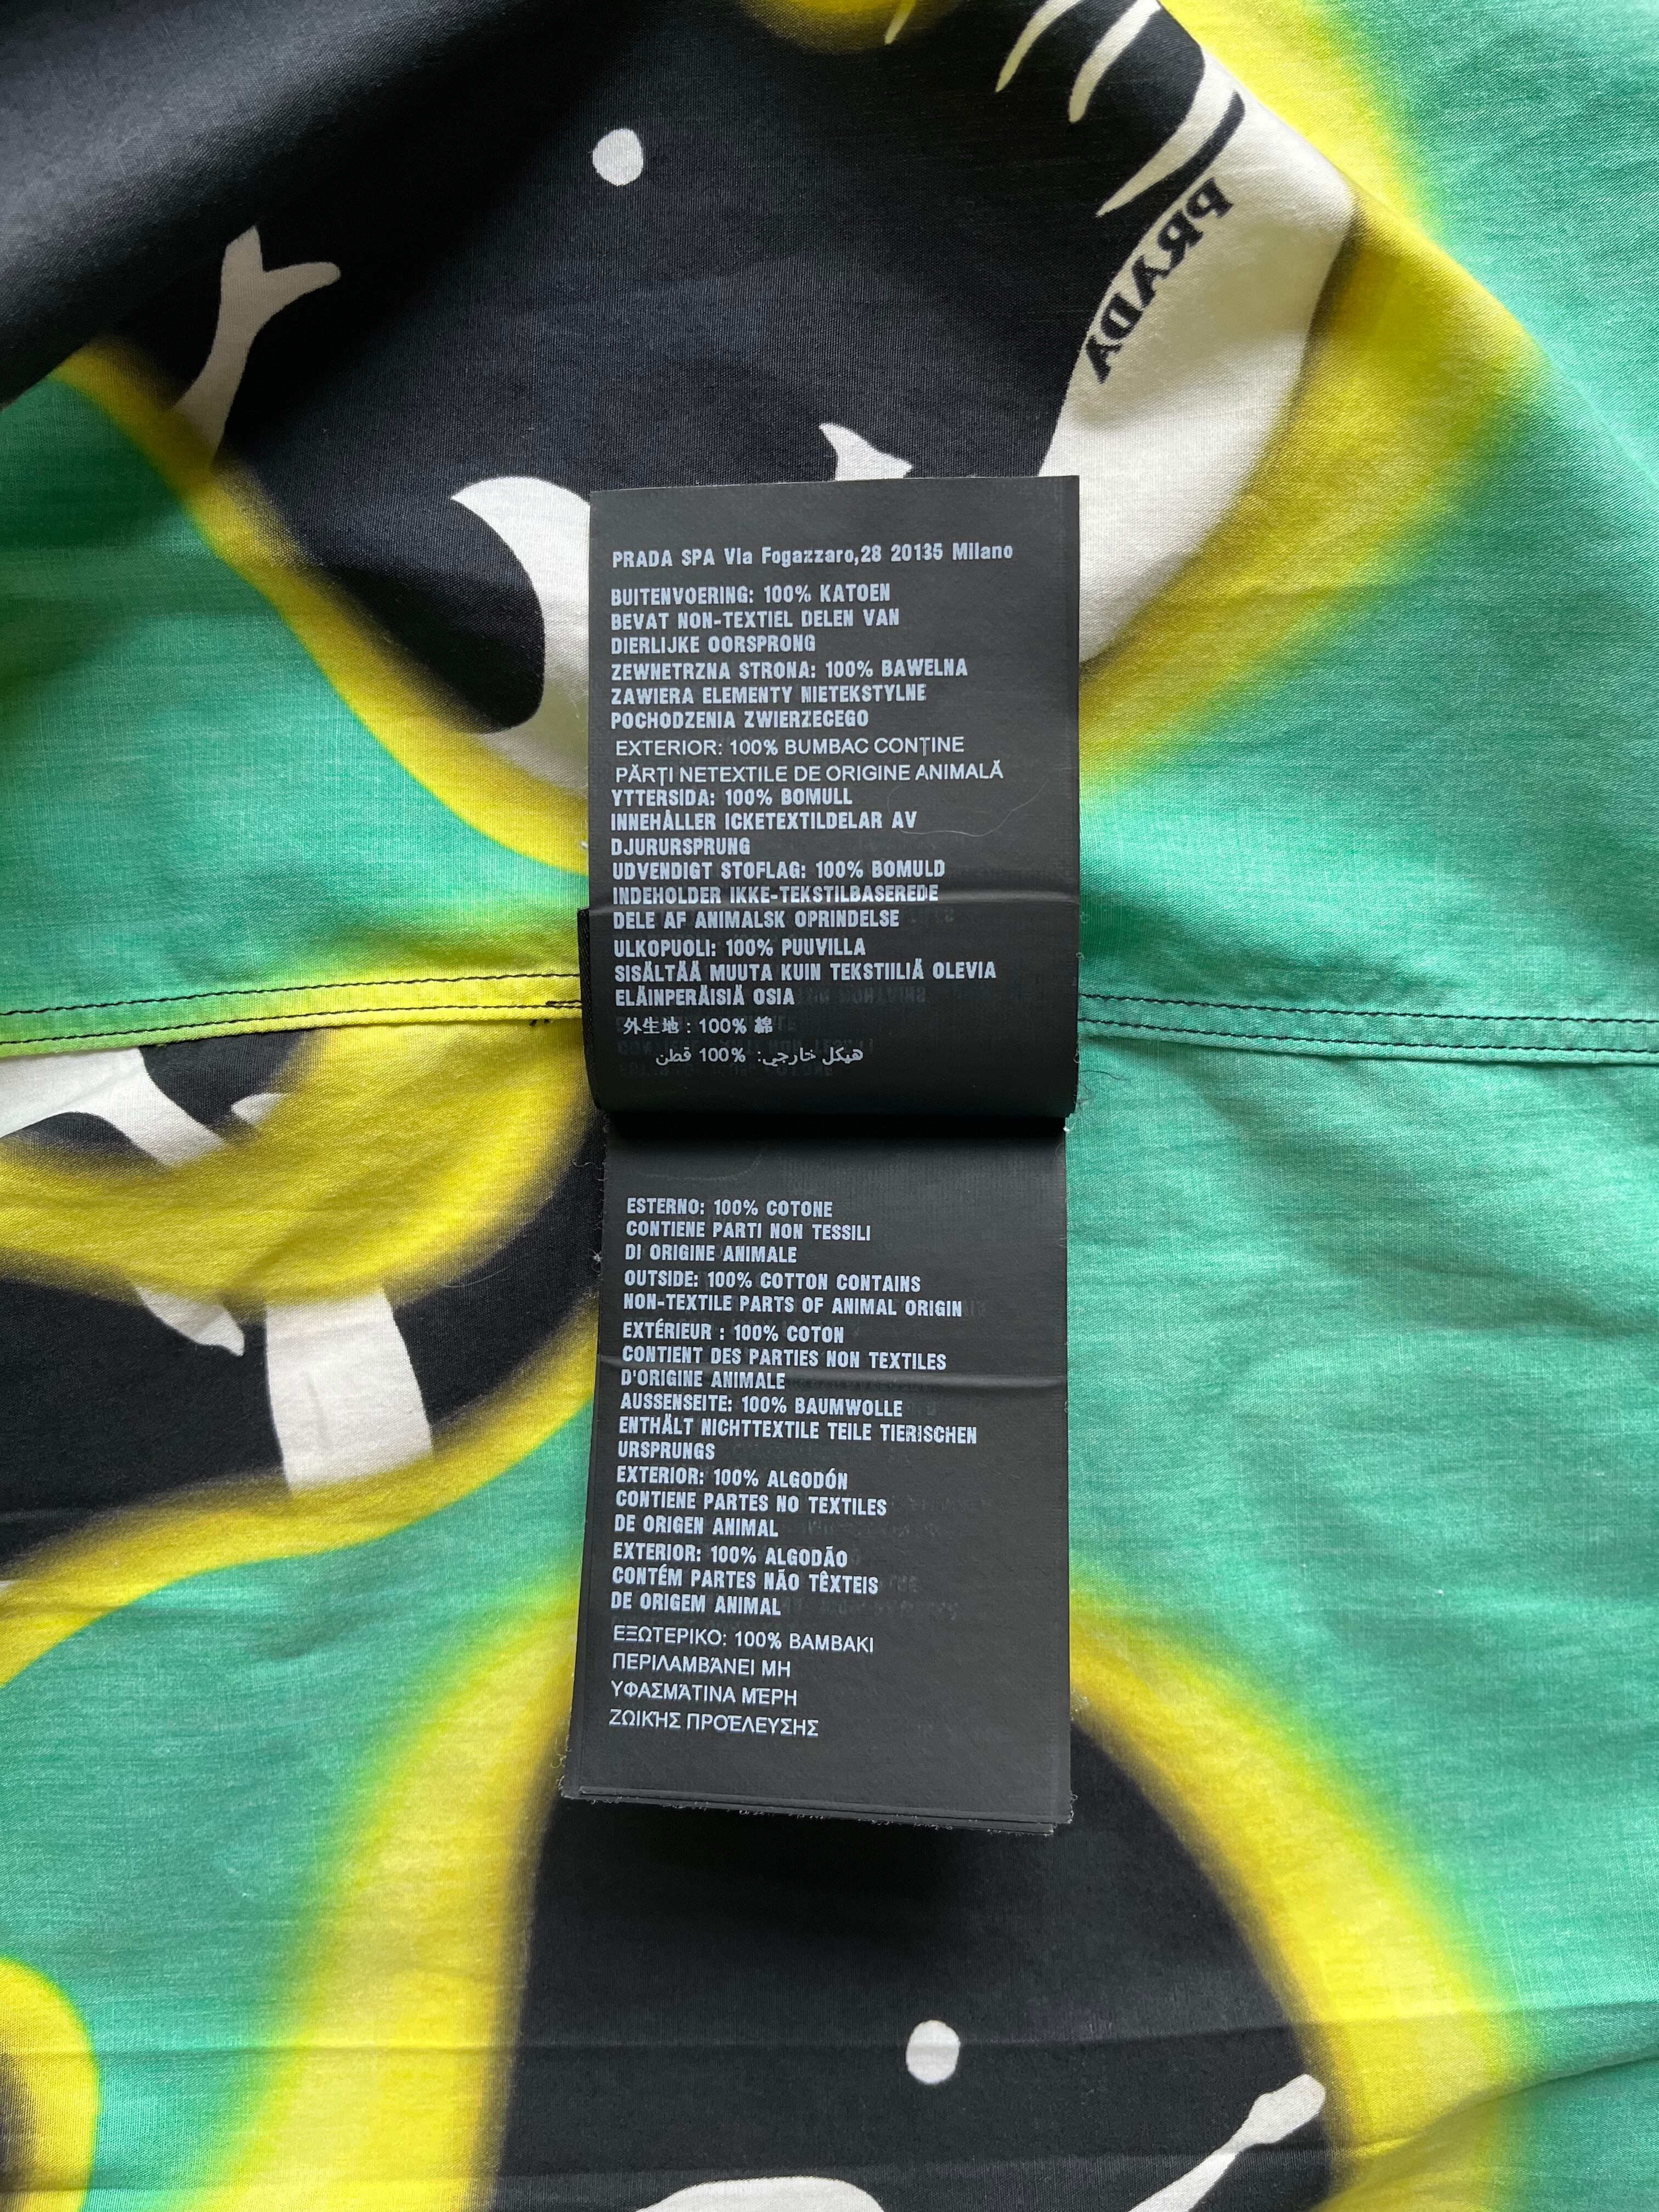 PRADA
PRADA SPA Via Fogazzaro,28 20135 Milano
BUITENVOERING: 100% KATOEN
BEVAT NON-TEXTIEL DELEN VAN
DIERLIJKE OORSPRONG
ZEWNETRZNA STRONA: 100% BAWELNA
ZAWIERA ELEMENTY NIETEKSTYLNE
POCHODZENIA ZWIERZECEGO
EXTERIOR: 100% BUMBAC CONȚINE
PĂRȚI NETEXTILE DE ORIGINE ANIMALĂ
YTTERSIDA: 100% BOMULL
INNEHÅLLER ICKETEXTILDELAR AV
DJURURSPRUNG
UDVENDIGT STOFLAG: 100% BOMULD
INDEHOLDER IKKE-TEKSTILBASEREDE
DELE AF ANIMALSK OPRINDELSE
ULKOPUOLI: 100% PUUVILLA
SISÄLTÄÄ MUUTA KUIN TEKSTIILIÄ OLEVIA
ELÄINPERÄISIÄ OSIA
外生地 : 100% 綿
هيكل خارجي: %100 قطن
ESTERNO: 100% COTONE
CONTIENE PARTI NON TESSILI
DI ORIGINE ANIMALE
OUTSIDE: 100% COTTON CONTAINS
NON-TEXTILE PARTS OF ANIMAL ORIGIN
EXTÉRIEUR : 100% COTON
CONTIENT DES PARTIES NON TEXTILES
D'ORIGINE ANIMALE
AUSSENSEITE: 100% BAUMWOLLE
ENTHÄLT NICHTTEXTILE TEILE TIERISCHEN
URSPRUNGS
EXTERIOR: 100% ALGODÓN
CONTIENE PARTES NO TEXTILES
DE ORIGEN ANIMAL
EXTERIOR: 100% ALGODÃO
CONTÉM PARTES NÃO TÊXTEIS
DE ORIGEM ANIMAL
ΕΞΩΤΕΡΙΚΟ: 100% ΒΑΜΒΑΚΙ
ΠΕΡΙΛΑΜΒΆΝΕΙ ΜΗ
ΥΦΑΣΜΆΤΙΝΑ ΜΈΡΗ
ΖΩΙΚΉΣ ΠΡΟΈΛΕΥΣΗΣ